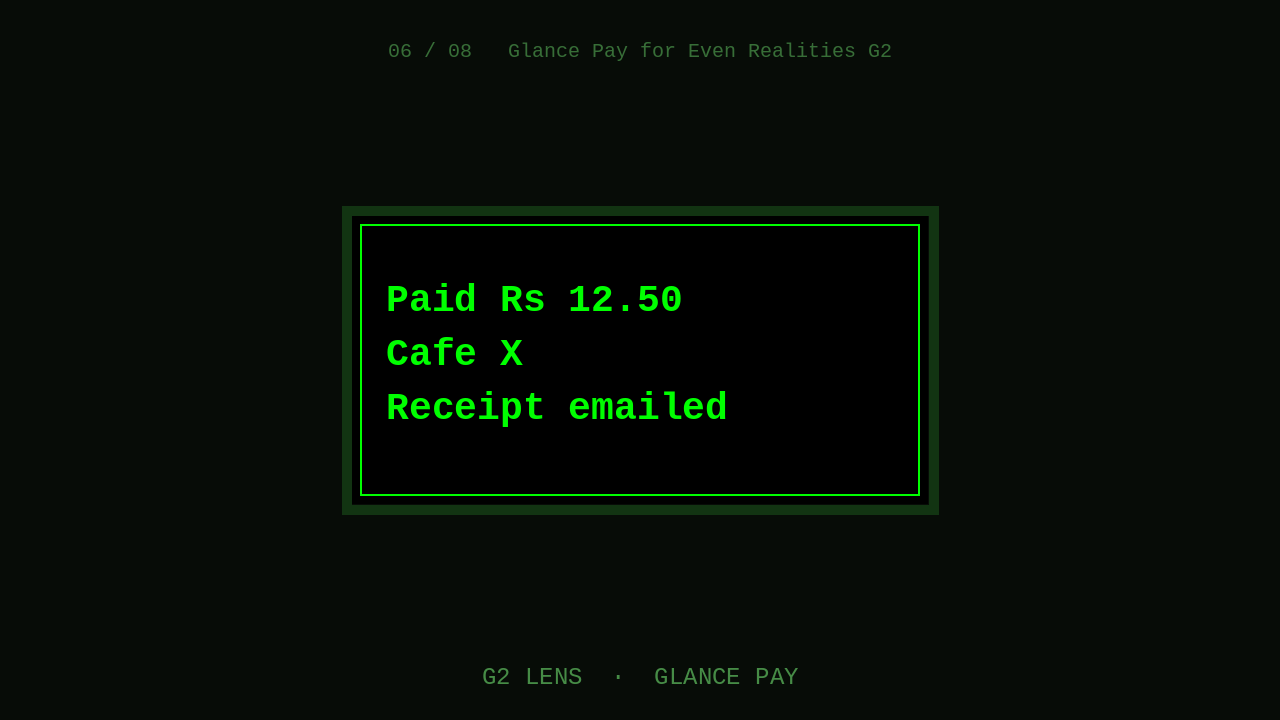 06 / 08   Glance Pay for Even Realities G2
Paid Rs 12.50
Cafe X
Receipt emailed
G2 LENS  ·  GLANCE PAY